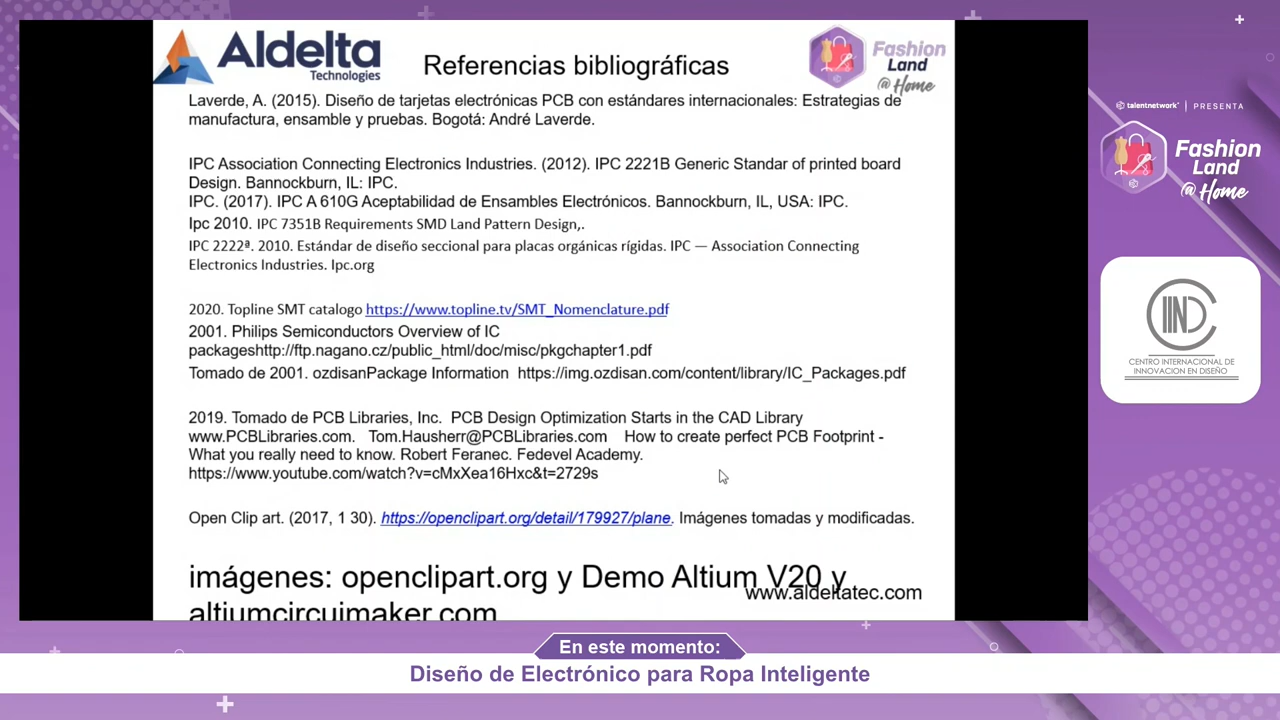 Aldelta
Technologies
Referencias bibliográficas
Fashion
Land
@Home
Laverde, A. (2015). Diseño de tarjetas electrónicas PCB con estándares internacionales: Estrategias de
manufactura, ensamble y pruebas. Bogotá: André Laverde.
IPC Association Connecting Electronics Industries. (2012). IPC 2221B Generic Standar of printed board
Design. Bannockburn, IL: IPC.
IPC. (2017). IPC A 610G Aceptabilidad de Ensambles Electrónicos. Bannockburn, IL, USA: IPC.
Ipc 2010. IPC 7351B Requirements SMD Land Pattern Design,.
IPC 2222ª. 2010. Estándar de diseño seccional para placas orgánicas rígidas. IPC — Association Connecting
Electronics Industries. Ipc.org
2020. Topline SMT catalogo https://www.topline.tv/SMT_Nomenclature.pdf
2001. Philips Semiconductors Overview of IC
packageshttp://ftp.nagano.cz/public_html/doc/misc/pkgchapter1.pdf
Tomado de 2001. ozdisanPackage Information https://img.ozdisan.com/content/library/IC_Packages.pdf
2019. Tomado de PCB Libraries, Inc. PCB Design Optimization Starts in the CAD Library
www.PCBLibraries.com. Tom.Hausherr@PCBLibraries.com How to create perfect PCB Footprint -
What you really need to know. Robert Feranec. Fedevel Academy.
https://www.youtube.com/watch?v=cMxXea16Hxc&t=2729s
Open Clip art. (2017, 1 30). https://openclipart.org/detail/179927/plane. Imágenes tomadas y modificadas.
imágenes: openclipart.org y Demo Altium V20 y
altiumcircuimaker.com
www.aldeltatec.com
talentnetwork | PRESENTA
Fashion
Land
@Home
CIIND
CENTRO INTERNACIONAL DE
INNOVACION EN DISEÑO
En este momento:
Diseño de Electrónico para Ropa Inteligente